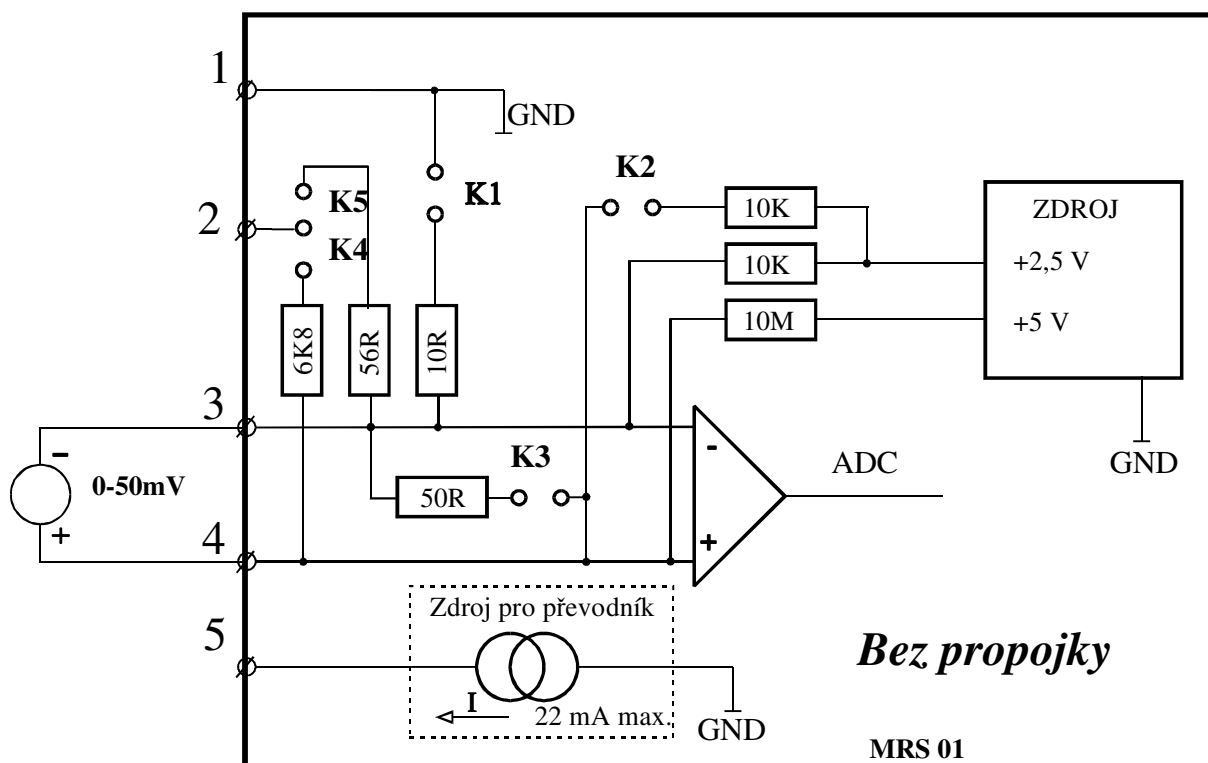 1
GND
K5
K1
K2
10K
ZDROJ
2
K4
10K
+2,5 V
10M
+5 V
6K8
56R
10R
3
-
K3
-
ADC
GND
0-50mV
50R
+
+
4
Zdroj pro převodník
5
I
22 mA max.
GND
Bez propojky
MRS 01